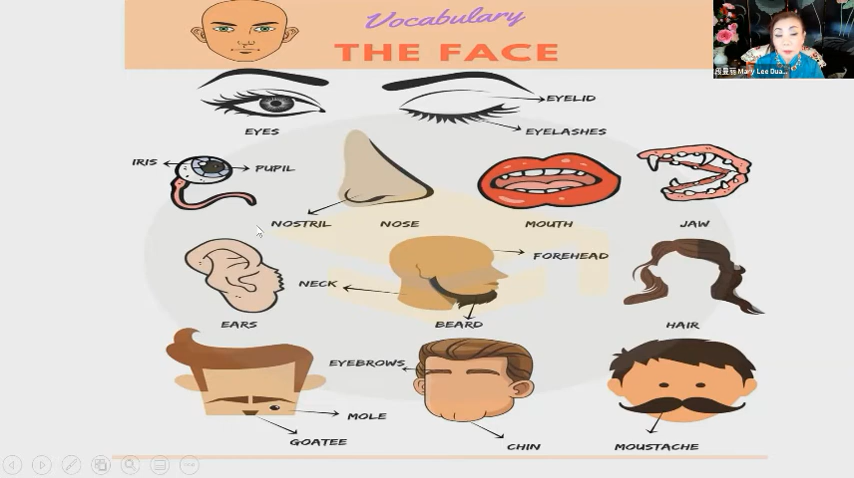 Vocabulary
THE FACE
Mary Lee Dua...
EYELID
EYES
EYELASHES
IRIS
PUPIL
NOSTRIL
NOSE
MOUTH
JAW
FOREHEAD
NECK
EARS
BEARD
HAIR
EYEBROWS
MOLE
GOATEE
CHIN
MOUSTACHE